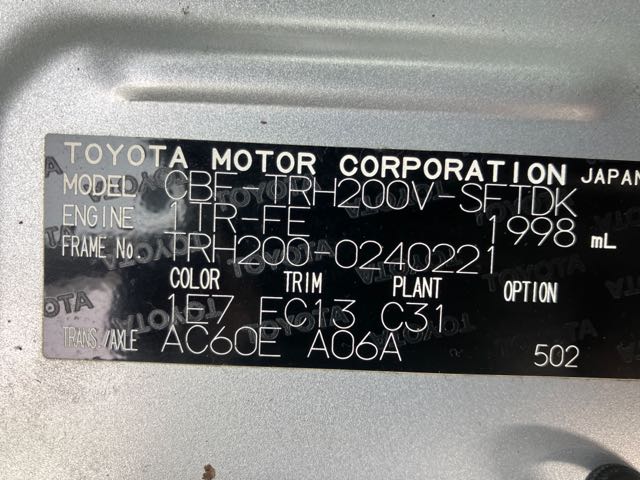 TOYOTA MOTOR CORPORATION JAPAN
MODEL CBF-TRH200V-SFTDK
ENGINE 1TR-FE 1998 mL
FRAME No. TRH200-0240221
COLOR TRIM PLANT OPTION
1E7 FC13 C31
TRANS./AXLE AC60E A06A 502